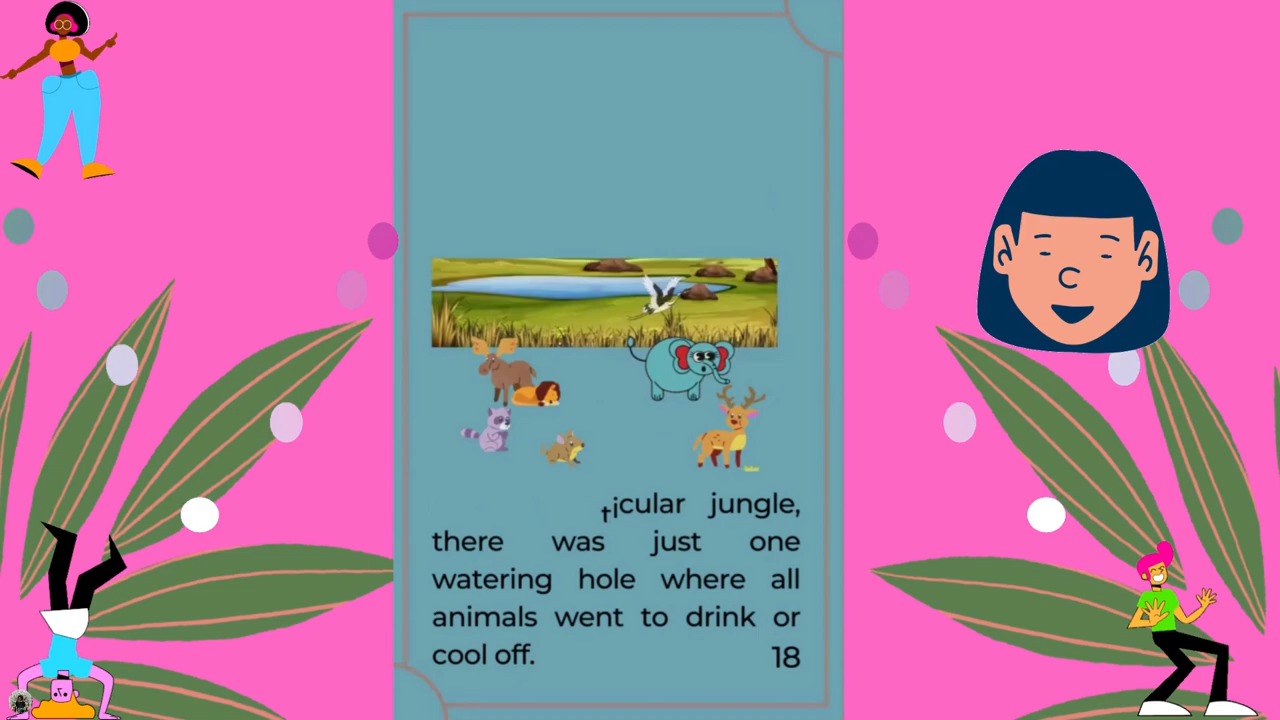 ticular jungle,
there was just one
watering hole where all
animals went to drink or
cool off. 18